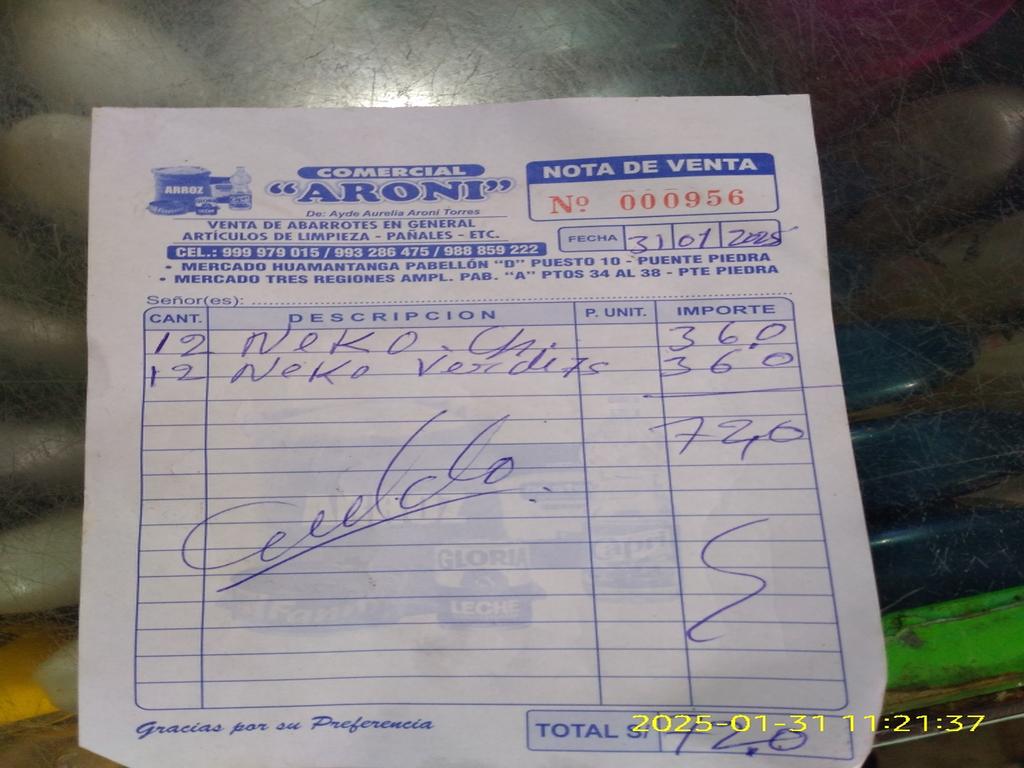 COMERCIAL
"ARONI"
ARROZ
GLORIA
LECHE
De: Ayde Aurelia Aroni Torres
VENTA DE ABARROTES EN GENERAL
ARTÍCULOS DE LIMPIEZA - PAÑALES - ETC.
CEL.: 999 979 015 / 993 286 475 / 988 859 222
• MERCADO HUAMANTANGA PABELLÓN "D" PUESTO 10 - PUENTE PIEDRA
• MERCADO TRES REGIONES AMPL. PAB. "A" PTOS 34 AL 38 - PTE PIEDRA
NOTA DE VENTA
Nº 000956
FECHA 31 01 2025
Señor(es):
CANT. DESCRIPCION P. UNIT. IMPORTE
12 Neko. Ch. 36.0
12 Neko 36 0
72,0
GLORIA
LECHE
Gracias por su Preferencia
TOTAL S/ 72,0
2025-01-31 11:21:37